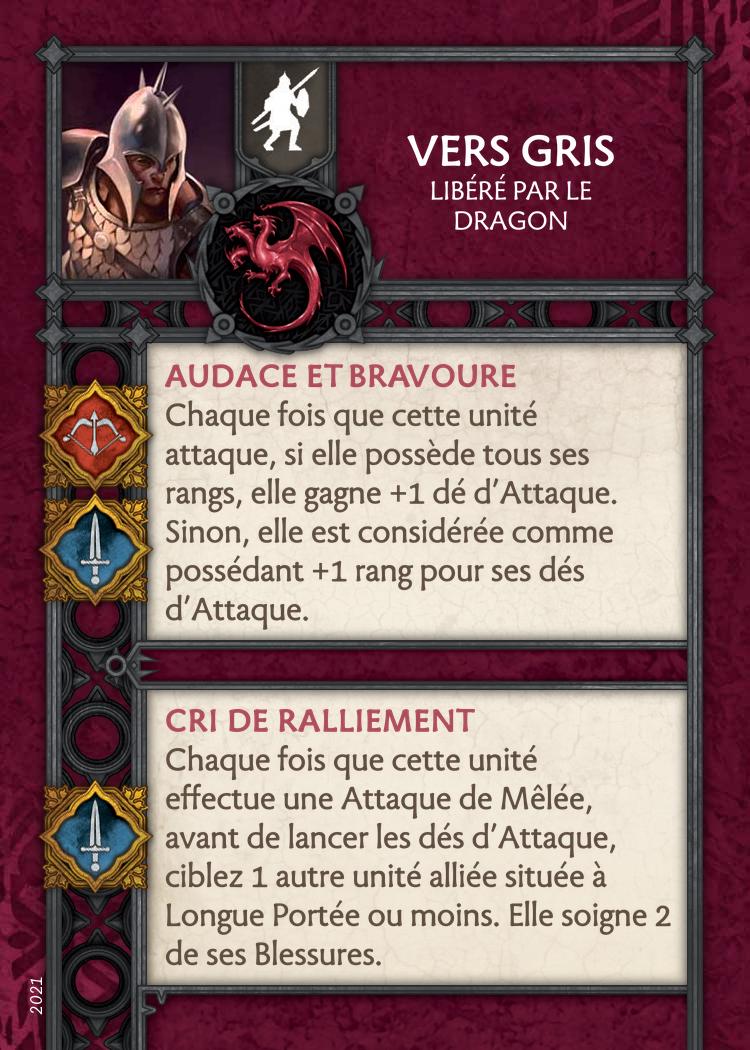 VERS GRIS
LIBÉRÉ PAR LE
DRAGON
AUDACE ET BRAVOURE
Chaque fois que cette unité
attaque, si elle possède tous ses
rangs, elle gagne +1 dé d'Attaque.
Sinon, elle est considérée comme
possédant +1 rang pour ses dés
d'Attaque.
CRI DE RALLIEMENT
Chaque fois que cette unité
effectue une Attaque de Mêlée,
avant de lancer les dés d'Attaque,
ciblez 1 autre unité alliée située à
Longue Portée ou moins. Elle soigne 2
de ses Blessures.
2021